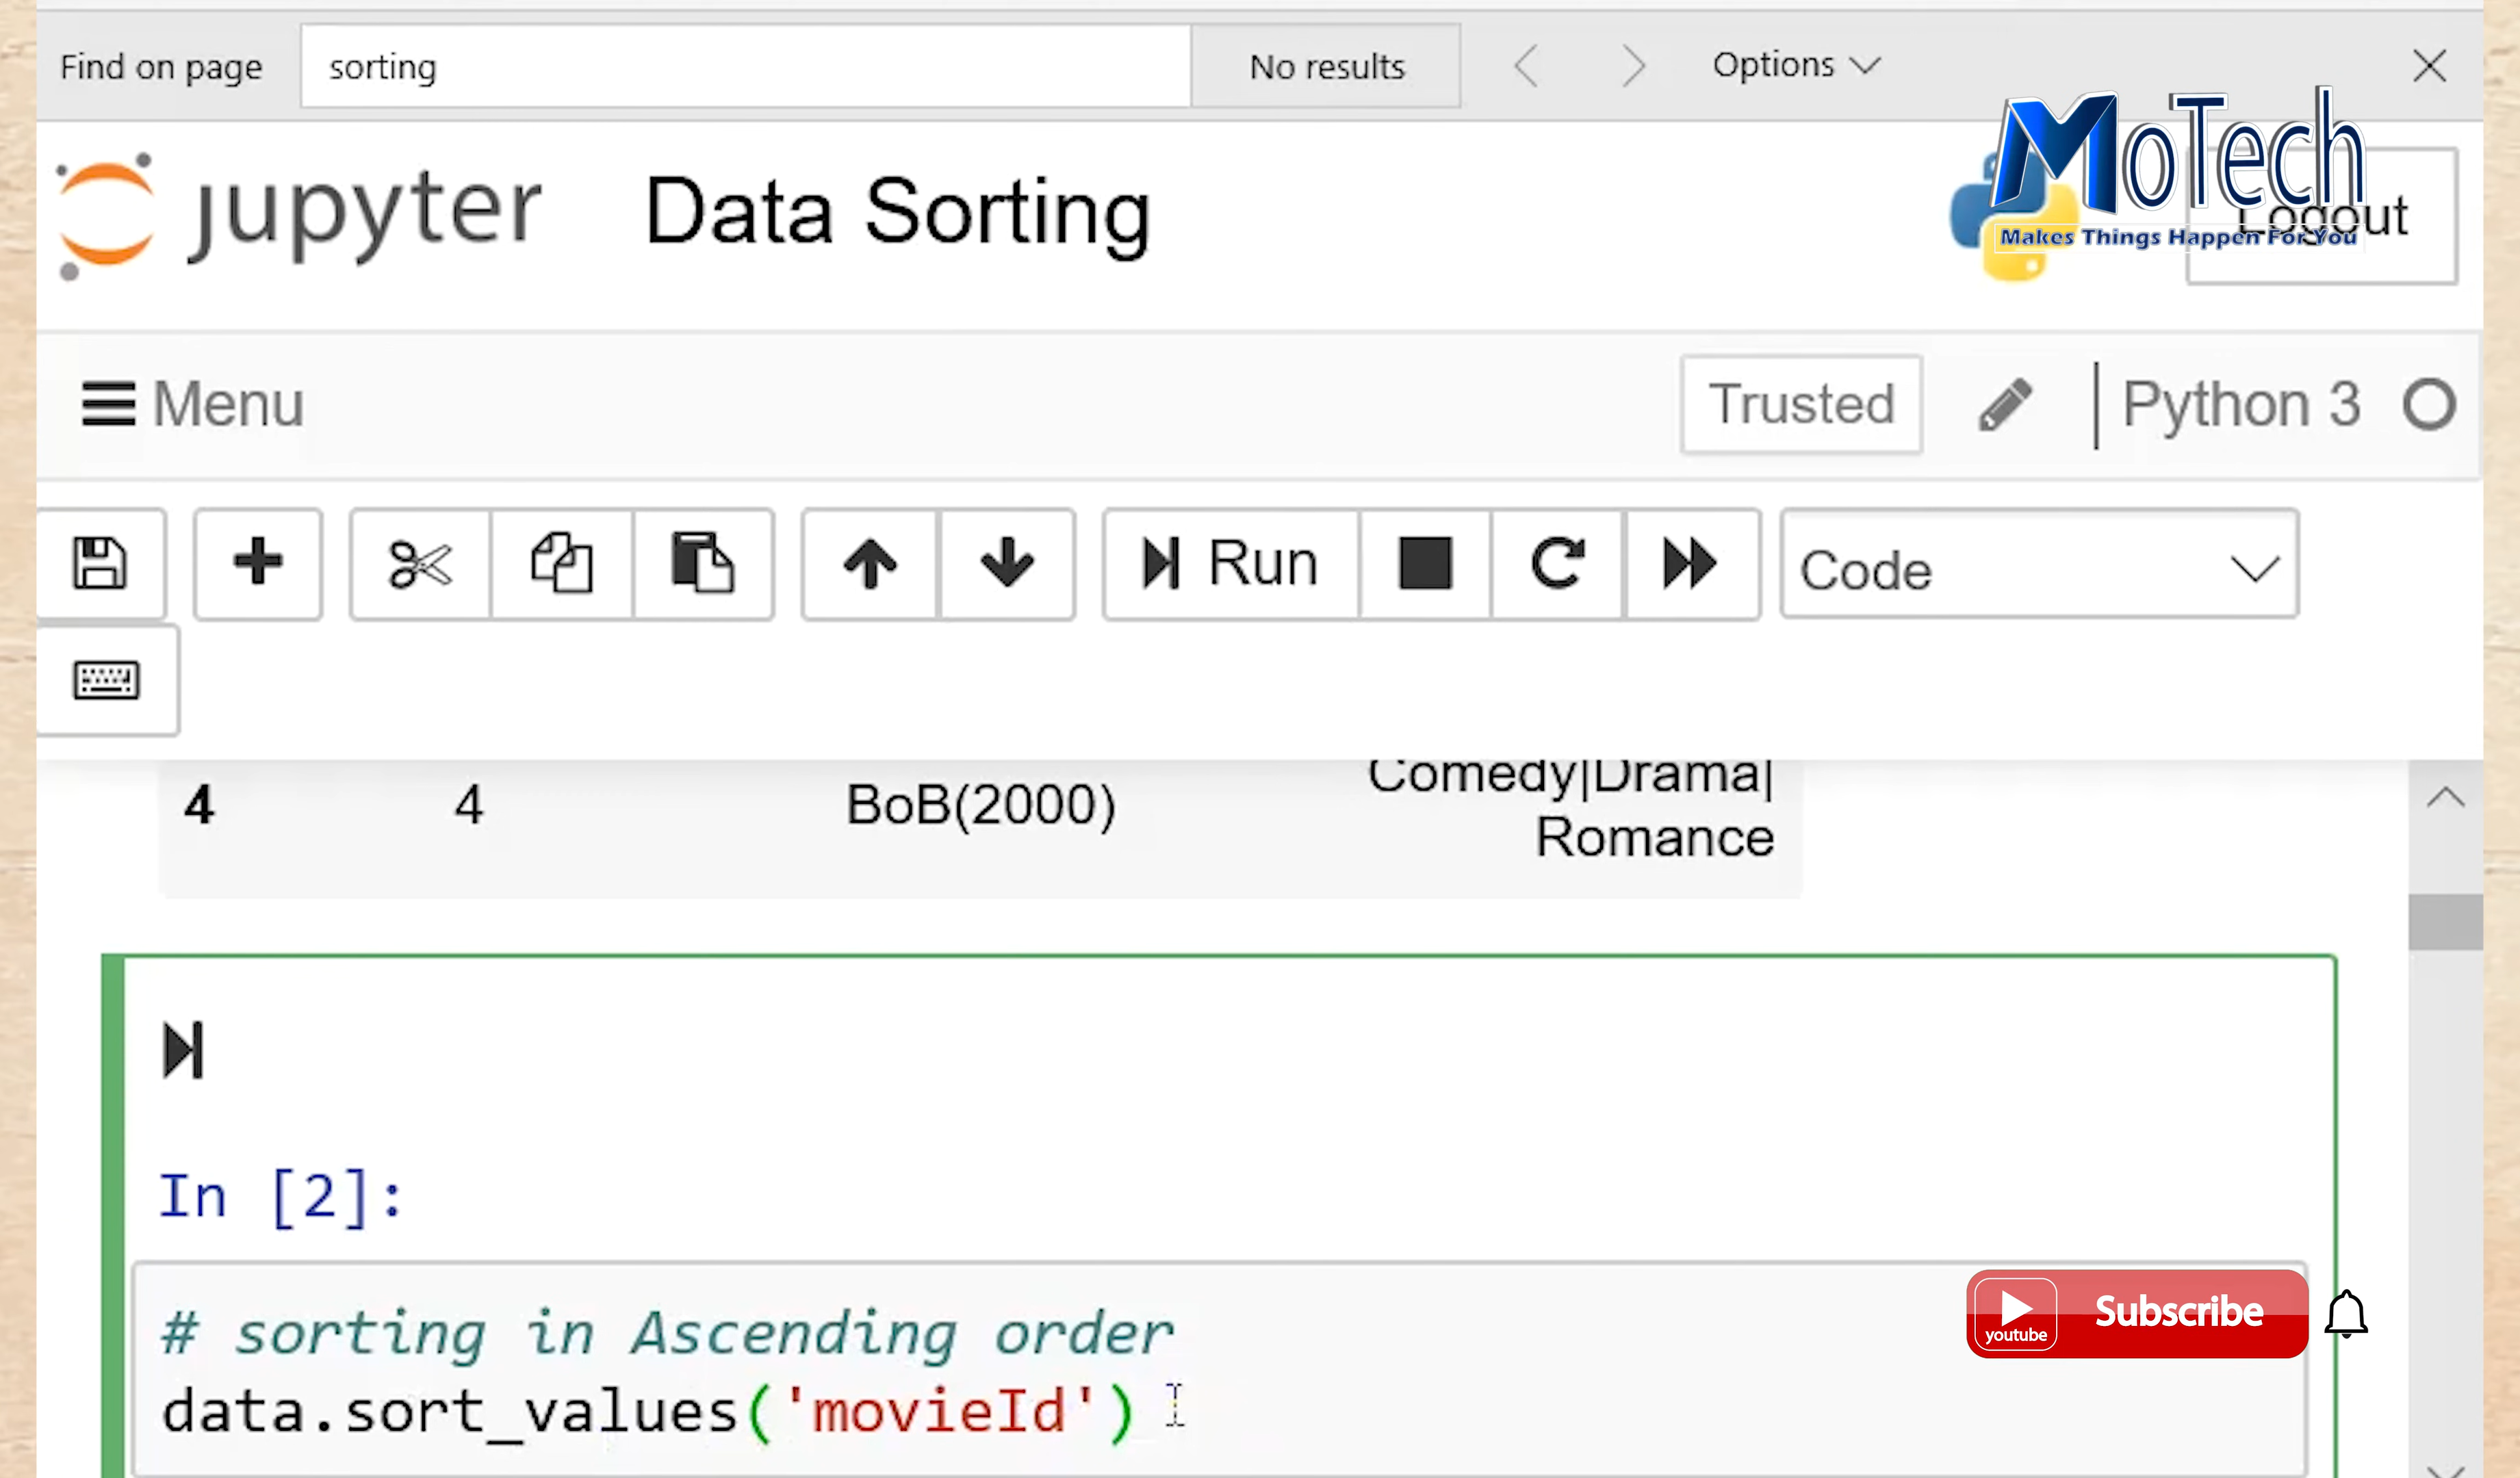 Find on page sorting No results Options
MoTech
jupyter Data Sorting Logout
Makes Things Happen For You
Menu Trusted Python 3
Run Code
4 4 BoB(2000) Comedy|Drama|
Romance
In [2]:
# sorting in Ascending order
youtube Subscribe
data.sort_values('movieId')